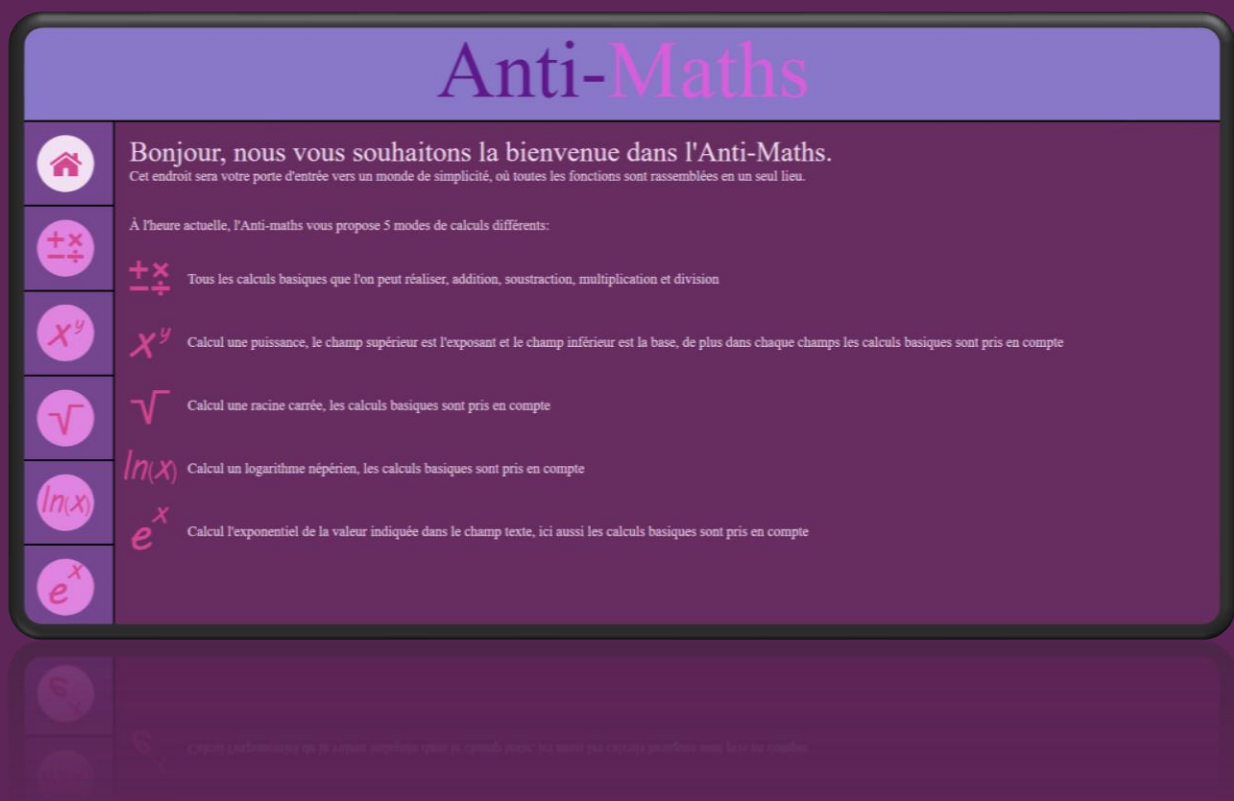 Anti-Maths
Bonjour, nous vous souhaitons la bienvenue dans l'Anti-Maths.
Cet endroit sera votre porte d'entrée vers un monde de simplicité, où toutes les fonctions sont rassemblées en un seul lieu.
À l'heure actuelle, l'Anti-maths vous propose 5 modes de calculs différents:
+×
−÷
+× −÷ Tous les calculs basiques que l'on peut réaliser, addition, soustraction, multiplication et division
x^y
x^y Calcul une puissance, le champ supérieur est l'exposant et le champ inférieur est la base, de plus dans chaque champs les calculs basiques sont pris en compte
√
√ Calcul une racine carrée, les calculs basiques sont pris en compte
ln(x)
ln(x) Calcul un logarithme népérien, les calculs basiques sont pris en compte
e^x
e^x Calcul l'exponentiel de la valeur indiquée dans le champ texte, ici aussi les calculs basiques sont pris en compte